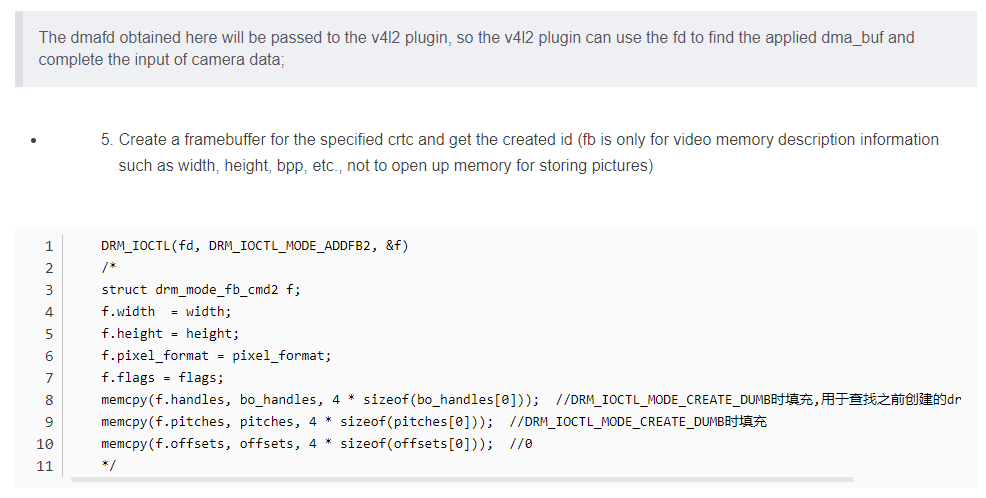 The dmafd obtained here will be passed to the v4l2 plugin, so the v4l2 plugin can use the fd to find the applied dma_buf and
complete the input of camera data;
• 5. Create a framebuffer for the specified crtc and get the created id (fb is only for video memory description information
such as width, height, bpp, etc., not to open up memory for storing pictures)
1 DRM_IOCTL(fd, DRM_IOCTL_MODE_ADDFB2, &f)
2 /*
3 struct drm_mode_fb_cmd2 f;
4 f.width  = width;
5 f.height = height;
6 f.pixel_format = pixel_format;
7 f.flags = flags;
8 memcpy(f.handles, bo_handles, 4 * sizeof(bo_handles[0]));  //DRM_IOCTL_MODE_CREATE_DUMB时填充,用于查找之前创建的dr
9 memcpy(f.pitches, pitches, 4 * sizeof(pitches[0]));  //DRM_IOCTL_MODE_CREATE_DUMB时填充
10 memcpy(f.offsets, offsets, 4 * sizeof(offsets[0]));  //0
11 */